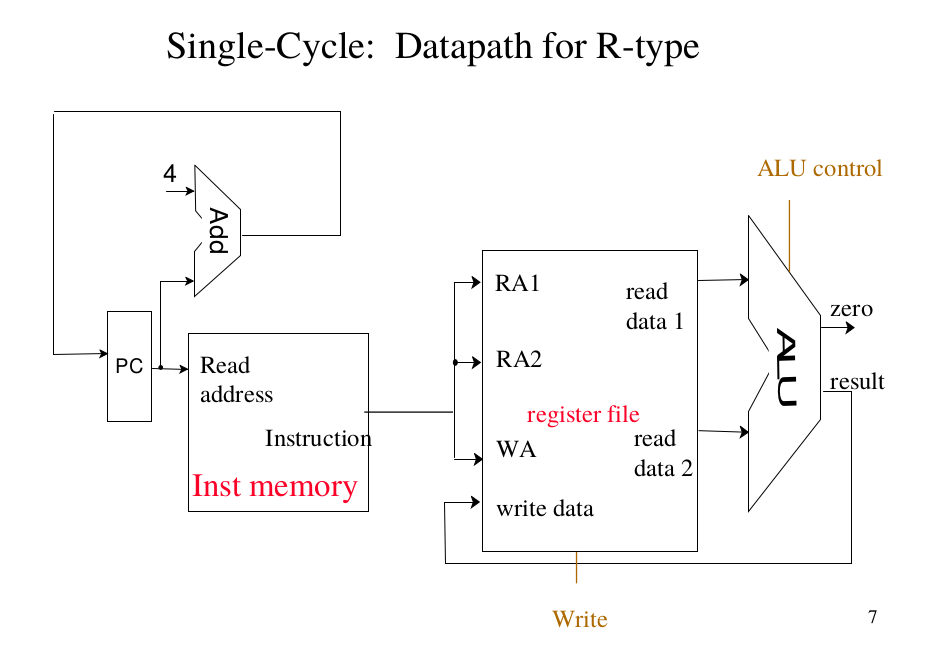 Single-Cycle: Datapath for R-type
4
Add
ALU control
PC
Read
address
Instruction
Inst memory
RA1
RA2
WA
write data
register file
read
data 1
read
data 2
ALU
zero
result
Write
7